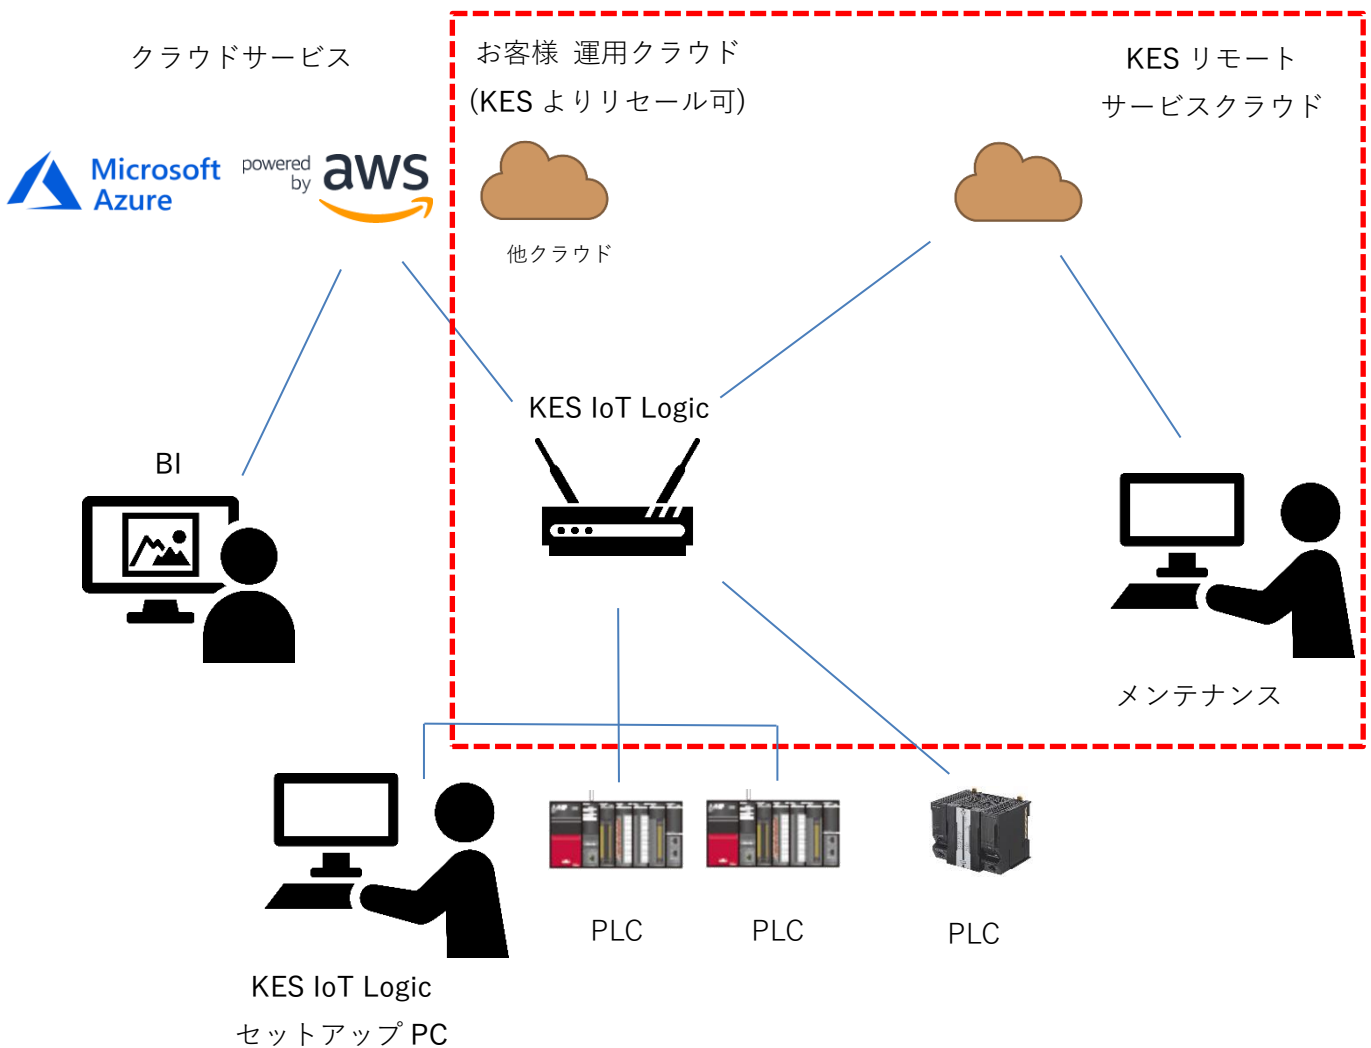 クラウドサービス
お客様 運用クラウド
(KES よりリセール可)
KES リモート
サービスクラウド
Microsoft
Azure
powered
by
aws
他クラウド
KES IoT Logic
BI
メンテナンス
PLC
PLC
PLC
KES IoT Logic
セットアップ PC